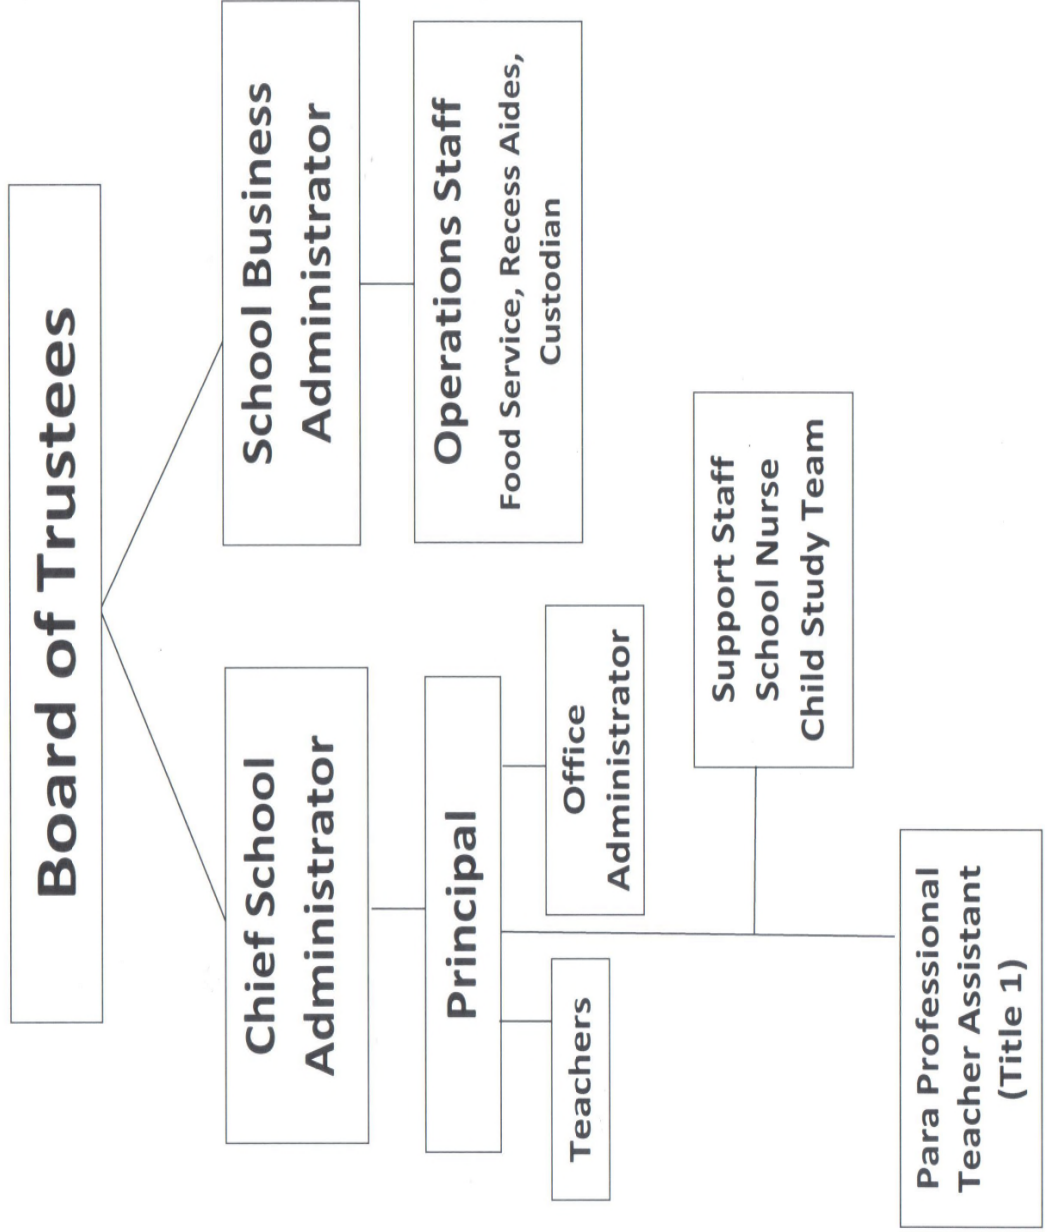 Board of Trustees
Chief School
Administrator
School Business
Administrator
Principal
Operations Staff
Food Service, Recess Aides,
Custodian
Teachers
Office
Administrator
Support Staff
School Nurse
Child Study Team
Para Professional
Teacher Assistant
(Title 1)